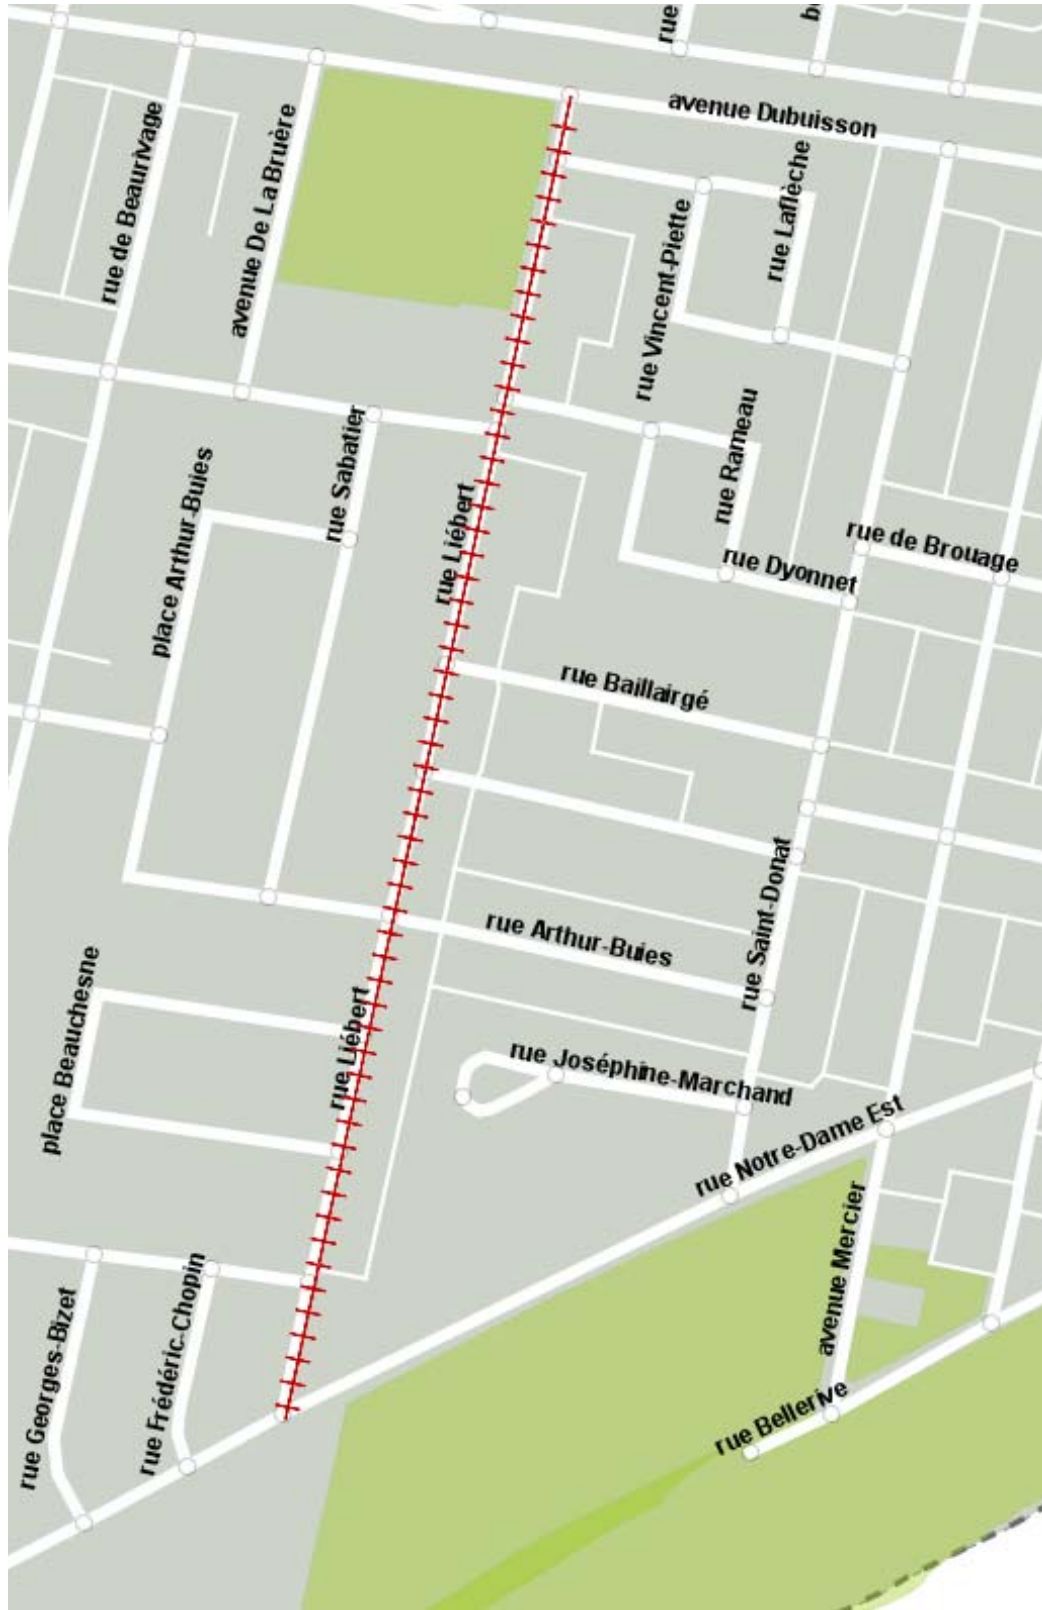 rue
b
avenue Dubuisson
rue de Beaurivage
avenue De La Bruère
rue Laflèche
rue Vincent-Piette
rue Rameau
rue Sabatier
place Arthur-Buies
rue Liébert
rue de Brouage
rue Dyonnet
rue Baillairgé
rue Saint-Donat
rue Arthur-Buies
place Beauchesne
rue Liébert
rue Joséphine-Marchand
rue Notre-Dame Est
avenue Mercier
rue Frédéric-Chopin
rue Georges-Bizet
rue Bellerive